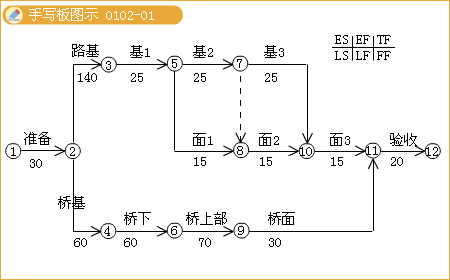 手写板图示 0102-01
ES EF TF
LS LF FF
路基 基1 基2 基3
③ ⑤ ⑦
140 25 25 25
准备 面1 面2 面3 验收
① ② ⑧ ⑩ ⑪ ⑫
30 15 15 15 20
桥基 桥下 桥上部 桥面
④ ⑥ ⑨
60 60 70 30